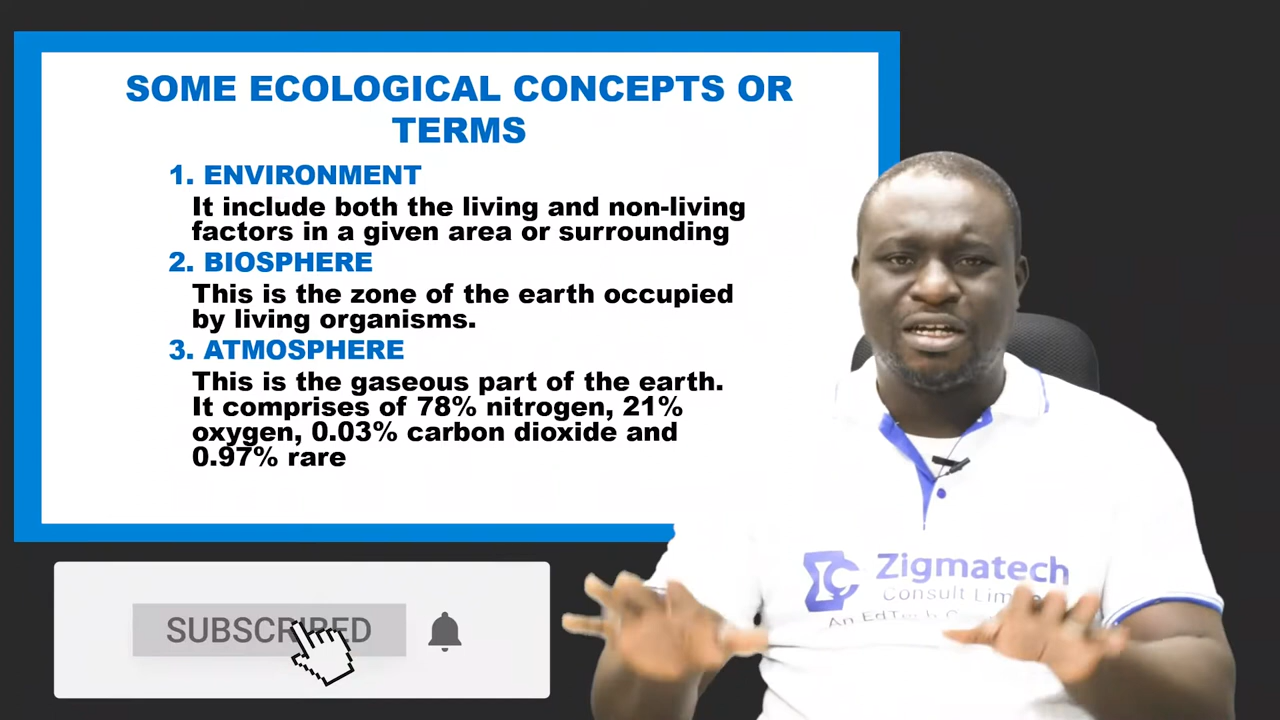 SOME ECOLOGICAL CONCEPTS OR
TERMS
1. ENVIRONMENT
It include both the living and non-living
factors in a given area or surrounding
2. BIOSPHERE
This is the zone of the earth occupied
by living organisms.
3. ATMOSPHERE
This is the gaseous part of the earth.
It comprises of 78% nitrogen, 21%
oxygen, 0.03% carbon dioxide and
0.97% rare
Zigmatech
Consult
An EdTech
SUBSCRIBED